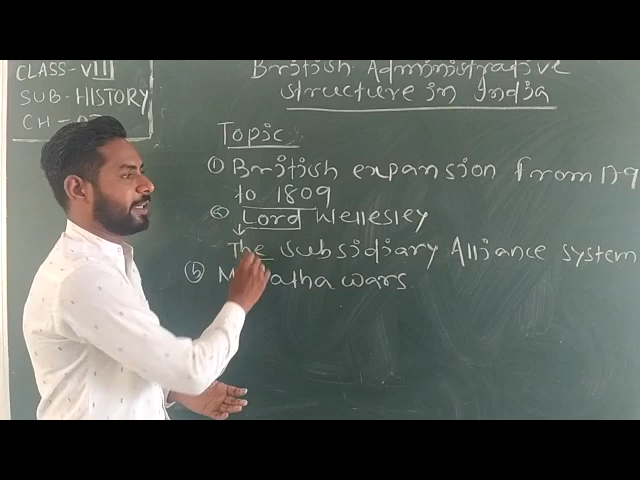 CLASS-VIII
SUB-HISTORY
CH-
British Administrative
structure in India
Topic
① British expansion from
to 1809
ⓐ Lord Wellesley
The subsidiary Alliance system
ⓑ Maratha wars